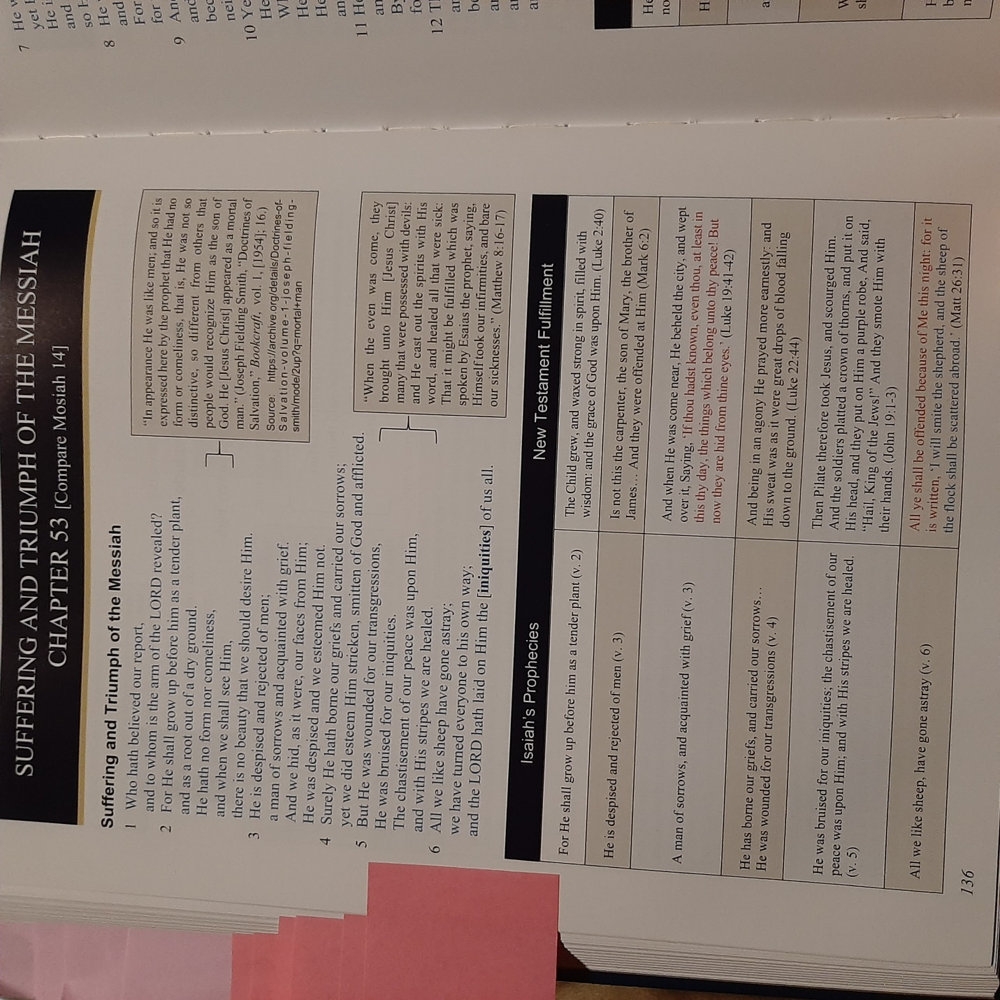 SUFFERING AND TRIUMPH OF THE MESSIAH
CHAPTER 53 [Compare Mosiah 14]
Suffering and Triumph of the Messiah
1 Who hath believed our report,
and to whom is the arm of the LORD revealed?
2 For He shall grow up before him as a tender plant,
and as a root out of a dry ground.
He hath no form nor comeliness,
and when we shall see Him,
there is no beauty that we should desire Him.
3 He is despised and rejected of men;
a man of sorrows and acquainted with grief.
And we hid, as it were, our faces from Him;
He was despised and we esteemed Him not.
4 Surely He hath borne our griefs and carried our sorrows;
yet we did esteem Him stricken, smitten of God and afflicted.
5 But He was wounded for our transgressions,
He was bruised for our iniquities.
The chastisement of our peace was upon Him,
and with His stripes we are healed.
6 All we like sheep have gone astray;
we have turned everyone to his own way;
and the LORD hath laid on Him the [iniquities] of us all.
“In appearance He was like men; and so it is
expressed here by the prophet that He had no
form or comeliness, that is, He was not so
distinctive, so different from others that
people would recognize Him as the son of
God. He [Jesus Christ] appeared as a mortal
man.” (Joseph Fielding Smith, “Doctrines of
Salvation,” Bookcraft, vol. 1, [1954]; 16.)
Source: https://archive.org/details/Doctrines-of-
Salvation-volume-1-joseph-fielding-
smith/mode/2up?q=mortal+man
“When the even was come, they
brought unto Him [Jesus Christ]
many that were possessed with devils:
and He cast out the spirits with His
word, and healed all that were sick:
That it might be fulfilled which was
spoken by Esaias the prophet, saying,
Himself took our infirmities, and bare
our sicknesses.” (Matthew 8:16-17)
Isaiah's Prophecies
New Testament Fulfillment
For He shall grow up before him as a tender plant (v. 2)
The Child grew, and waxed strong in spirit, filled with
wisdom: and the grace of God was upon Him. (Luke 2:40)
He is despised and rejected of men (v. 3)
Is not this the carpenter, the son of Mary, the brother of
James… And they were offended at Him (Mark 6:2)
A man of sorrows, and acquainted with grief (v. 3)
And when He was come near, He beheld the city, and wept
over it, Saying, ‘If thou hadst known, even thou, at least in
this thy day, the things which belong unto thy peace! But
now they are hid from thine eyes.’ (Luke 19:41-42)
He has borne our griefs, and carried our sorrows…
He was wounded for our transgressions (v. 4)
And being in an agony He prayed more earnestly: and
His sweat was as it were great drops of blood falling
down to the ground. (Luke 22:44)
He was bruised for our iniquities; the chastisement of our
peace was upon Him; and with His stripes we are healed.
(v. 5)
Then Pilate therefore took Jesus, and scourged Him.
And the soldiers platted a crown of thorns, and put it on
His head, and they put on Him a purple robe, And said,
“Hail, King of the Jews!” And they smote Him with
their hands. (John 19:1-3)
All we like sheep, have gone astray (v. 6)
All ye shall be offended because of Me this night: for it
is written, ‘I will smite the shepherd, and the sheep of
the flock shall be scattered abroad.’ (Matt 26:31)
136
7 He
yet
He
and
so
8 He
and
For
for
9
and
10 Ye
He
He
He
an
11 He
an
By
fo
12
He
no
H